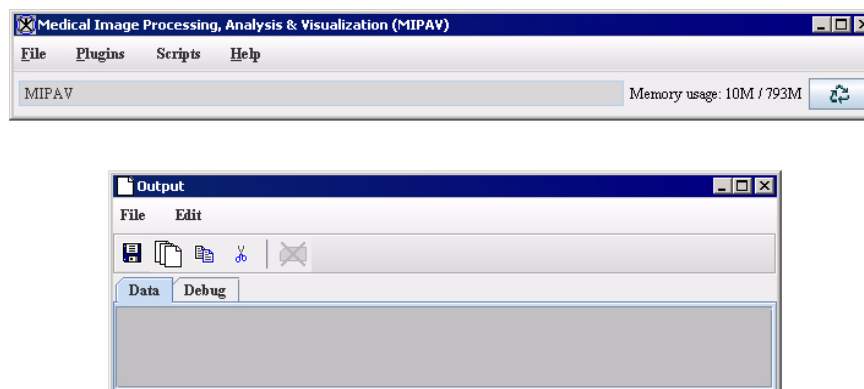 Medical Image Processing, Analysis & Visualization (MIPAV)
File Plugins Scripts Help
MIPAV Memory usage: 10M / 793M
Output
File Edit
Data Debug